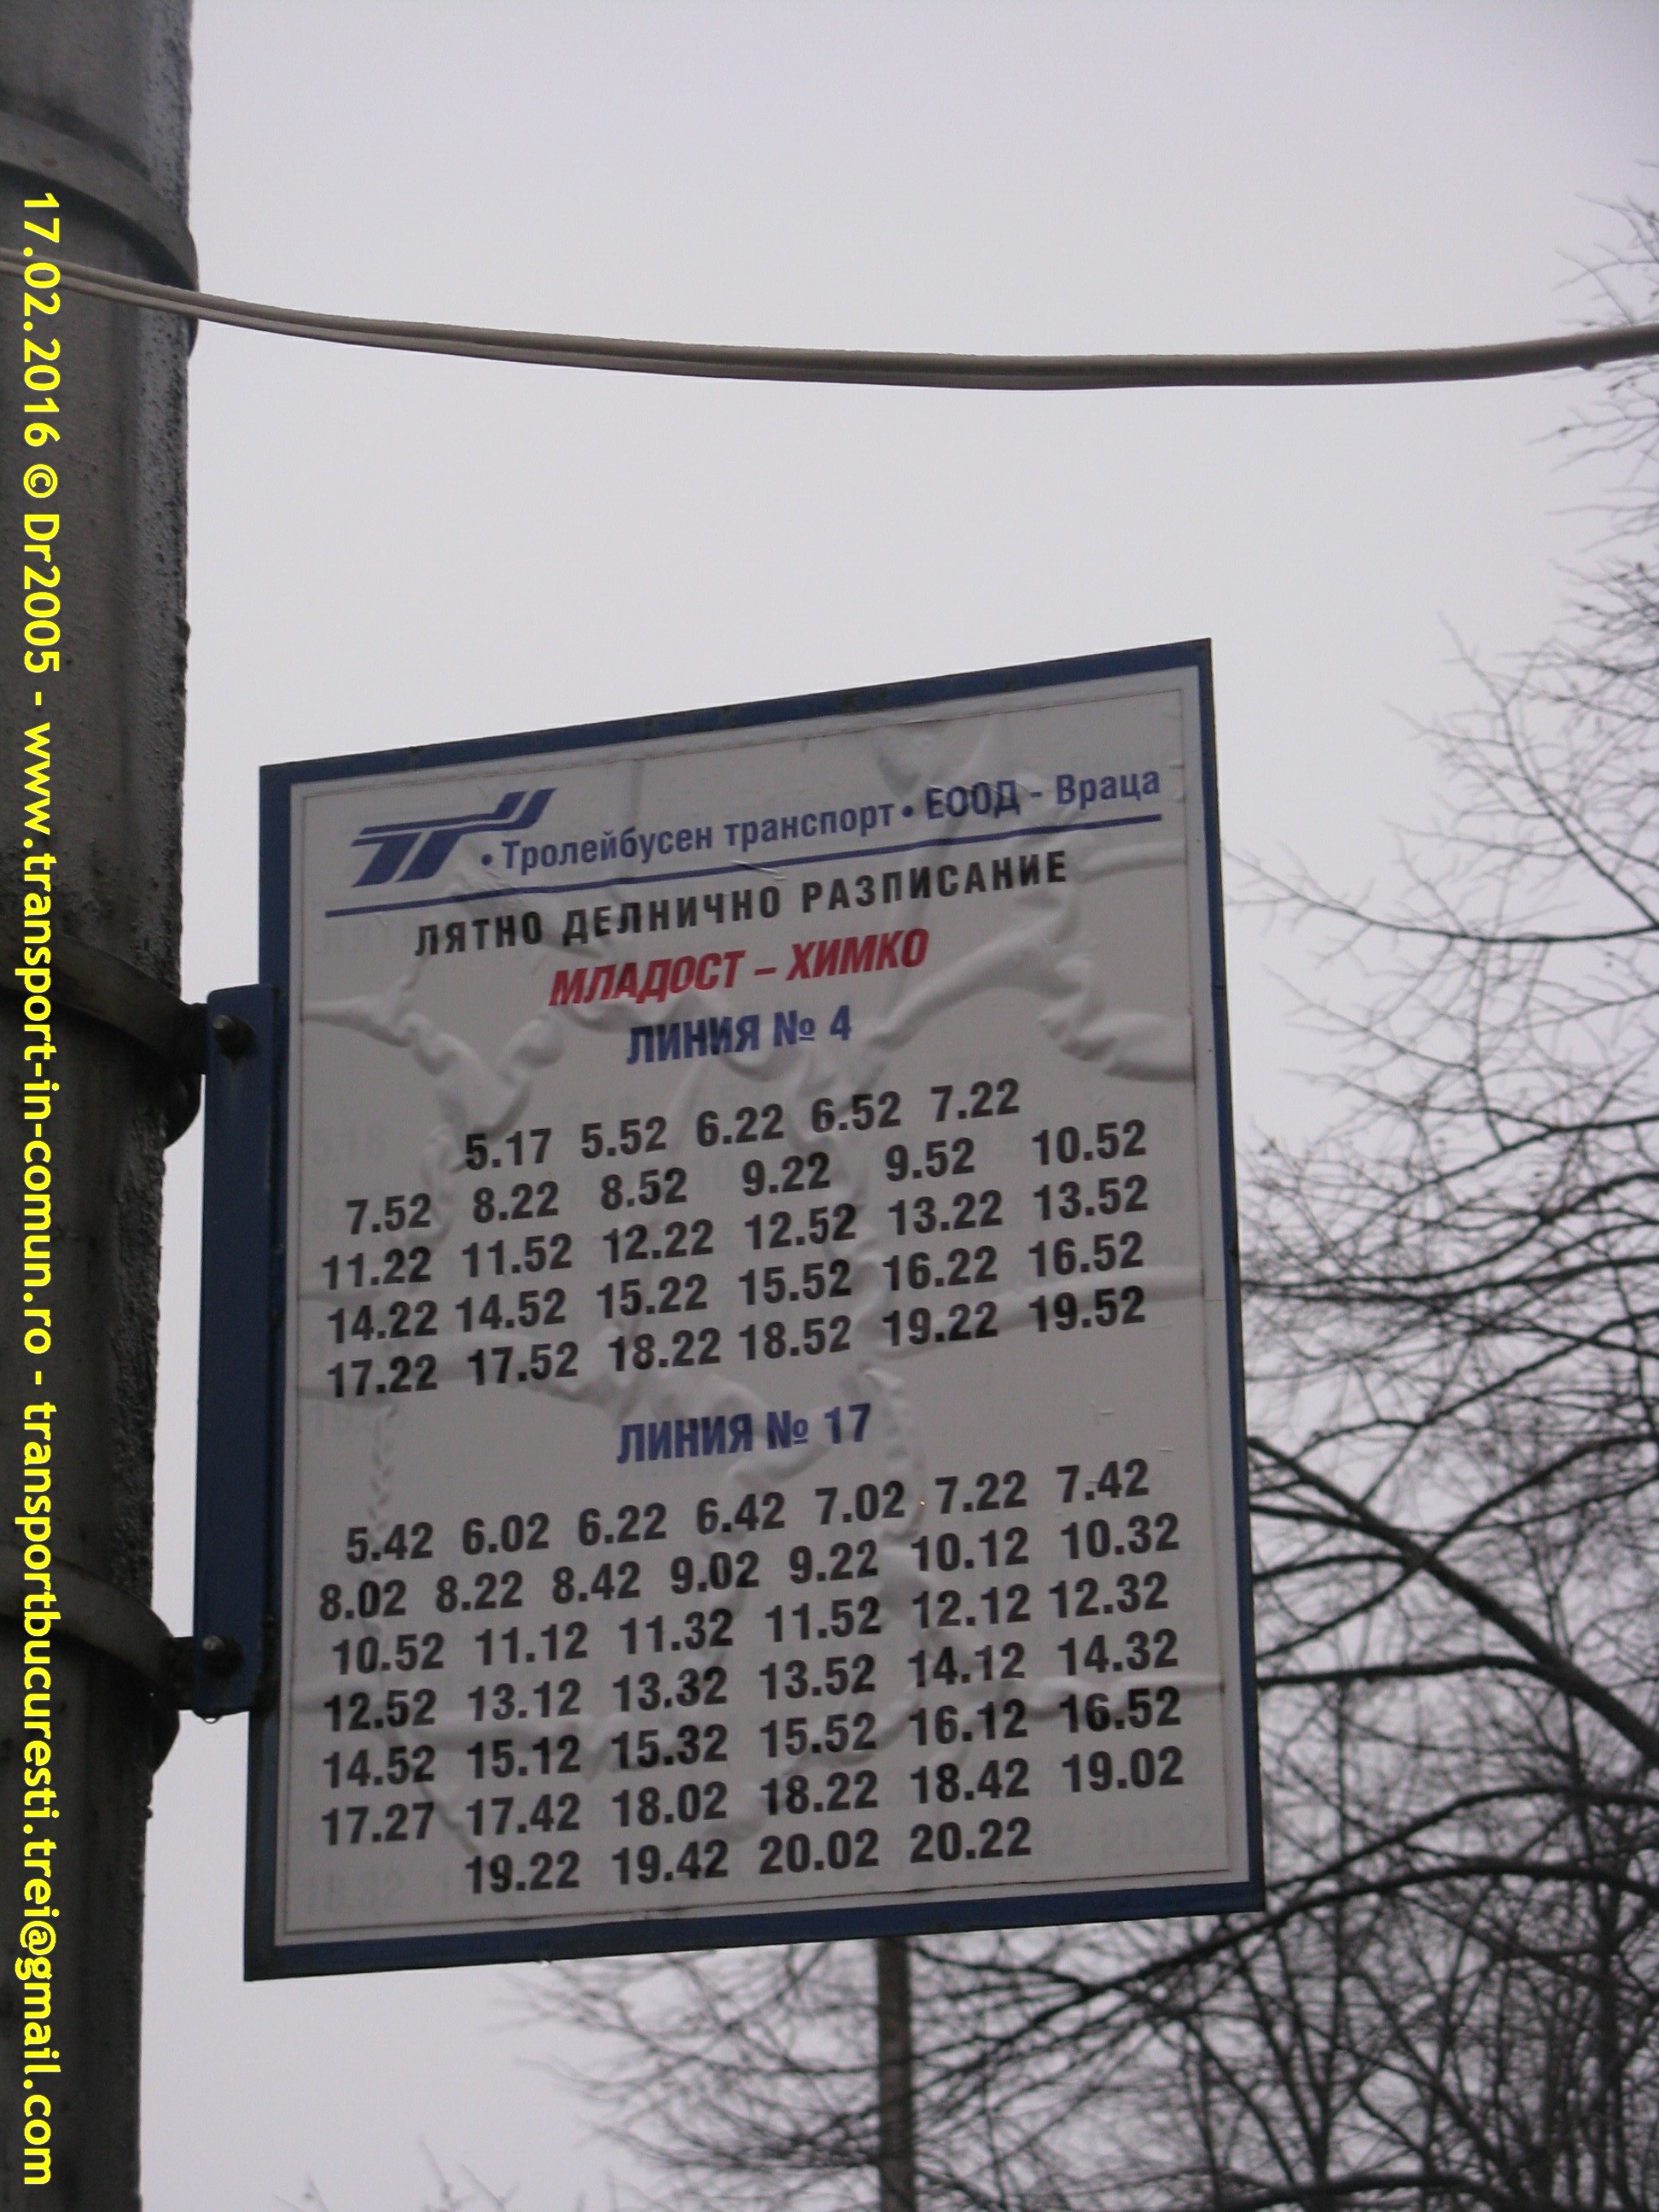 • Тролейбусен транспорт • ЕООД - Враца
ЛЯТНО ДЕЛНИЧНО РАЗПИСАНИЕ
МЛАДОСТ – ХИМКО
ЛИНИЯ № 4
5.17 5.52 6.22 6.52 7.22
7.52 8.22 8.52 9.22 9.52 10.52
11.22 11.52 12.22 12.52 13.22 13.52
14.22 14.52 15.22 15.52 16.22 16.52
17.22 17.52 18.22 18.52 19.22 19.52
ЛИНИЯ № 17
5.42 6.02 6.22 6.42 7.02 7.22 7.42
8.02 8.22 8.42 9.02 9.22 10.12 10.32
10.52 11.12 11.32 11.52 12.12 12.32
12.52 13.12 13.32 13.52 14.12 14.32
14.52 15.12 15.32 15.52 16.12 16.52
17.27 17.42 18.02 18.22 18.42 19.02
19.22 19.42 20.02 20.22
17.02.2016 © Dr2005 - www.transport-in-comun.ro - transportbucuresti.trei@gmail.com